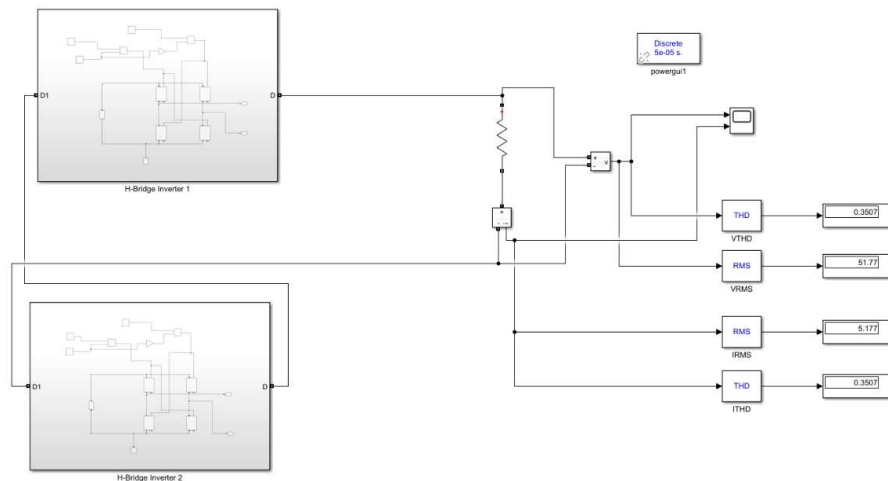 Discrete
5e-05 s.
powergui1
D1
D
H-Bridge Inverter 1
+
-
v
THD
VTHD
0.3507
RMS
VRMS
51.77
+
RMS
IRMS
5.177
D1
D
THD
ITHD
0.3507
H-Bridge Inverter 2